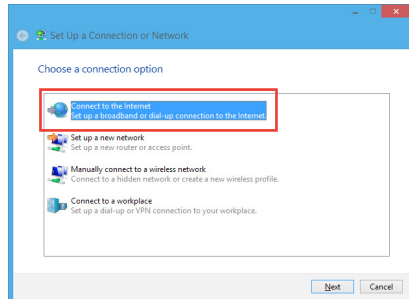 Set Up a Connection or Network
Choose a connection option
Connect to the Internet
Set up a broadband or dial-up connection to the Internet.
Set up a new network
Set up a new router or access point.
Manually connect to a wireless network
Connect to a hidden network or create a new wireless profile.
Connect to a workplace
Set up a dial-up or VPN connection to your workplace.
Next Cancel